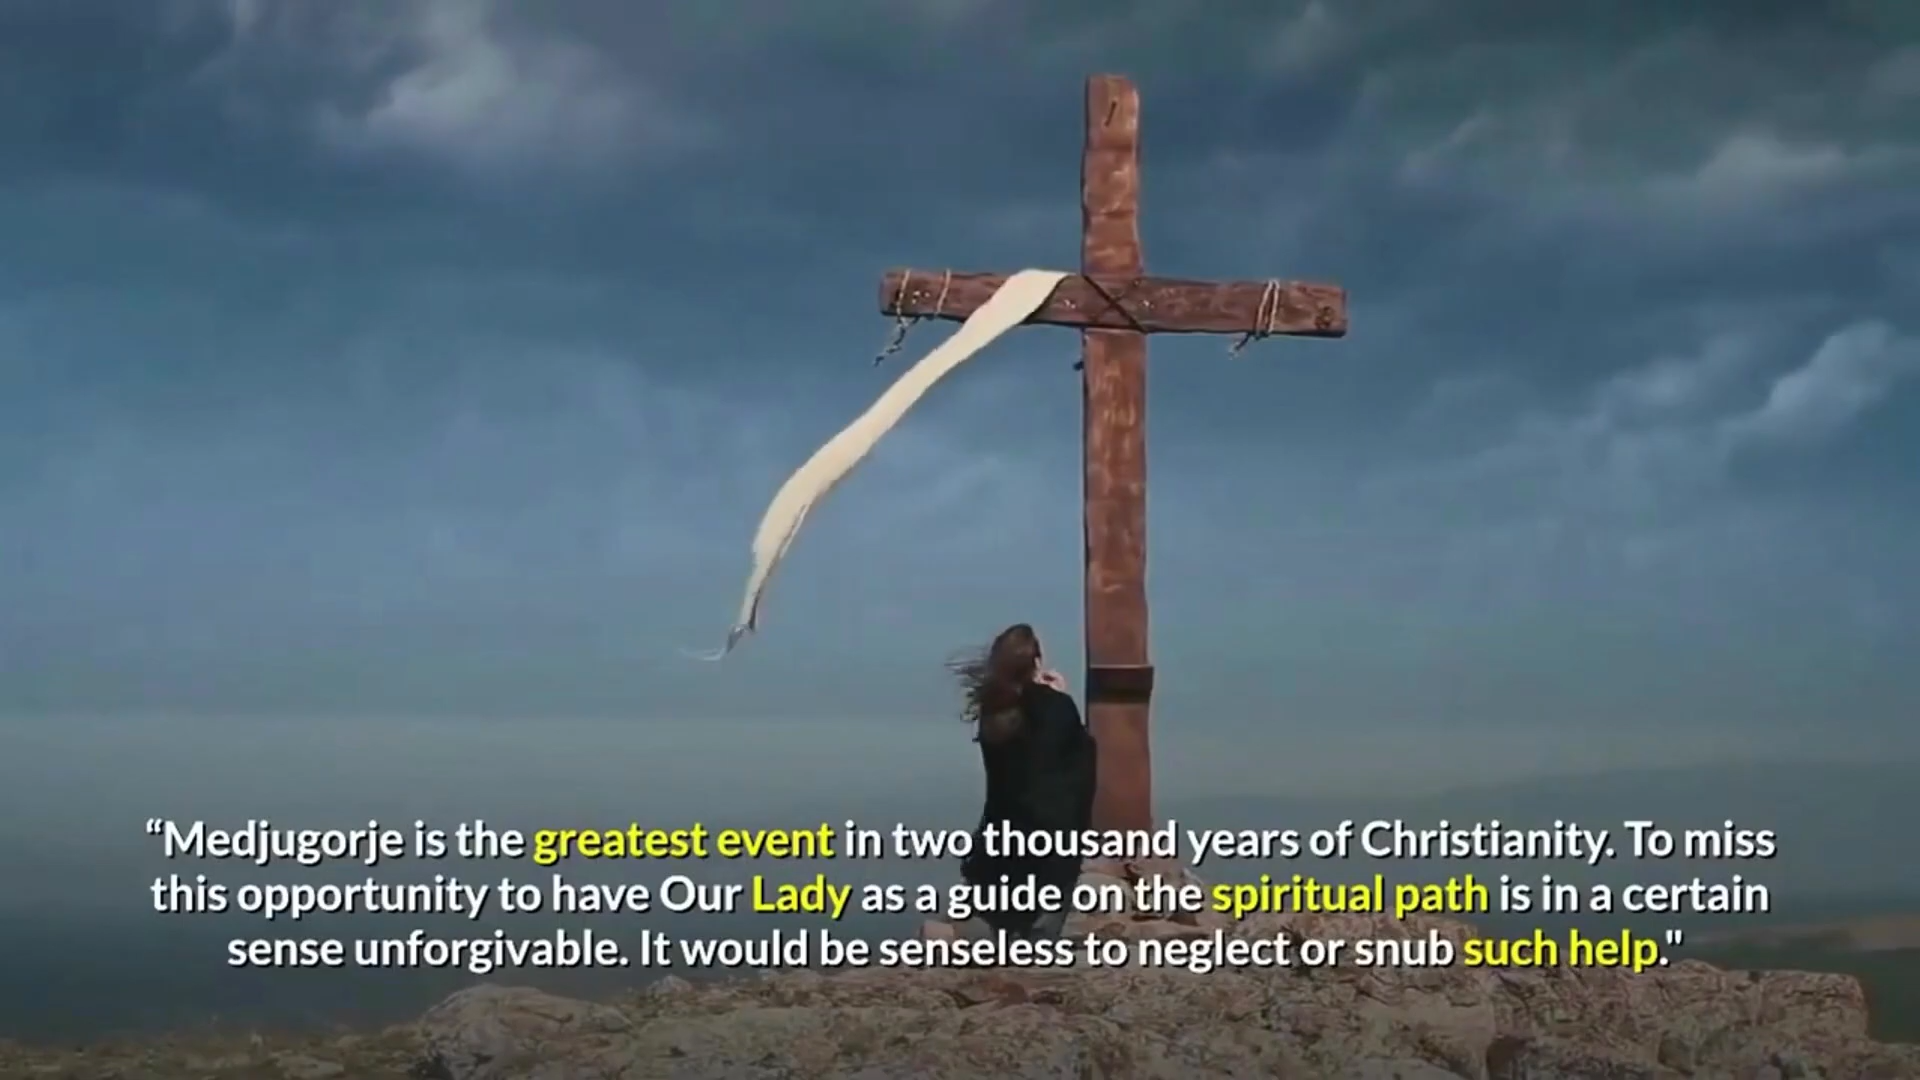 “Medjugorje is the greatest event in two thousand years of Christianity. To miss
this opportunity to have Our Lady as a guide on the spiritual path is in a certain
sense unforgivable. It would be senseless to neglect or snub such help."